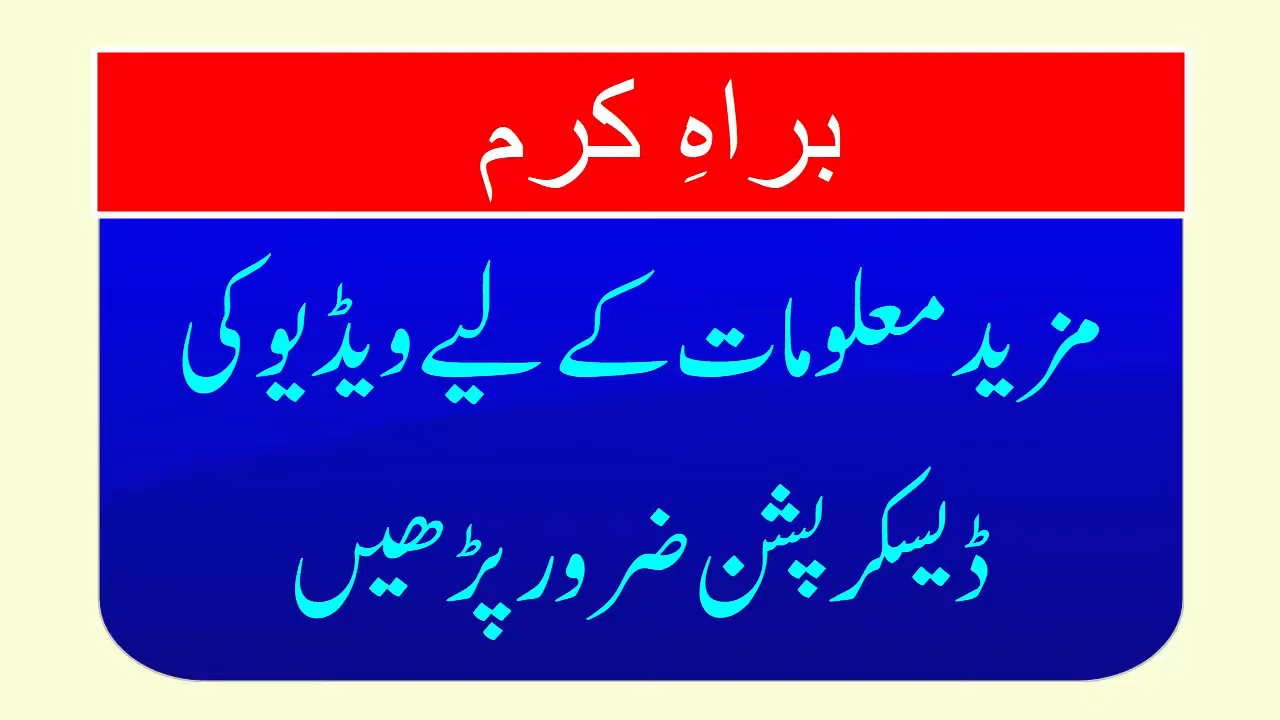 براہِ کرم
مزید معلومات کے لیے ویڈیو کی
ڈیسکرپشن ضرور پڑھیں